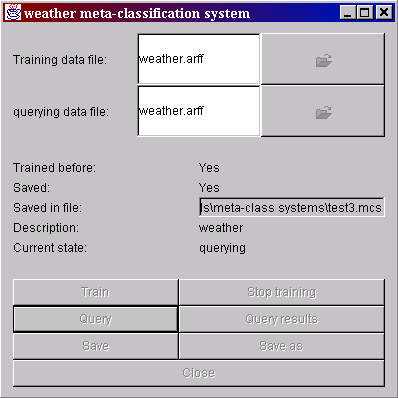 weather meta-classification system
Training data file: weather.arff
querying data file: weather.arff
Trained before: Yes
Saved: Yes
Saved in file: ls\meta-class systems\test3.mcs
Description: weather
Current state: querying
Train Stop training
Query Query results
Save Save as
Close